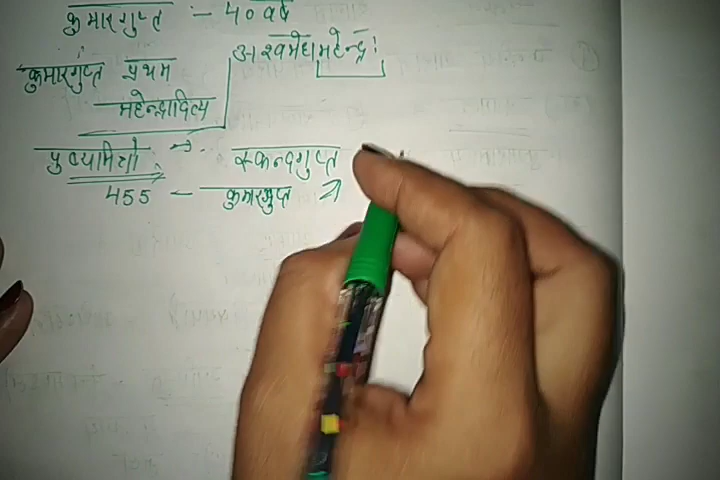 कुमारगुप्त - 40 वर्ष
अश्वमेध महेन्द्रः
कुमारगुप्त प्रथम
महेन्द्रादित्य
पुष्यमित्रो → स्कन्दगुप्त
455 - कुमारगुप्त